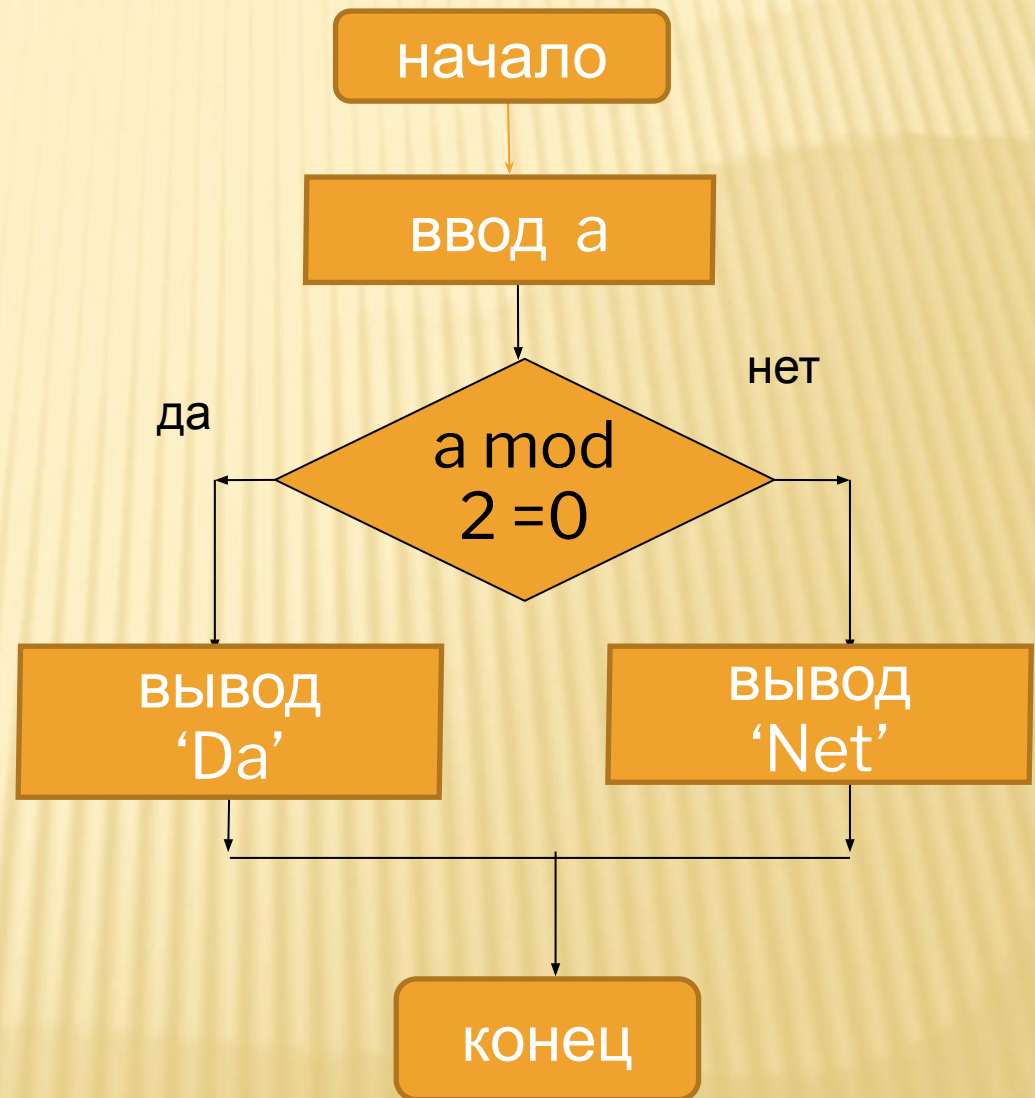 начало
ввод a
нет
да
a mod
2 =0
вывод
‘Da’
вывод
‘Net’
конец